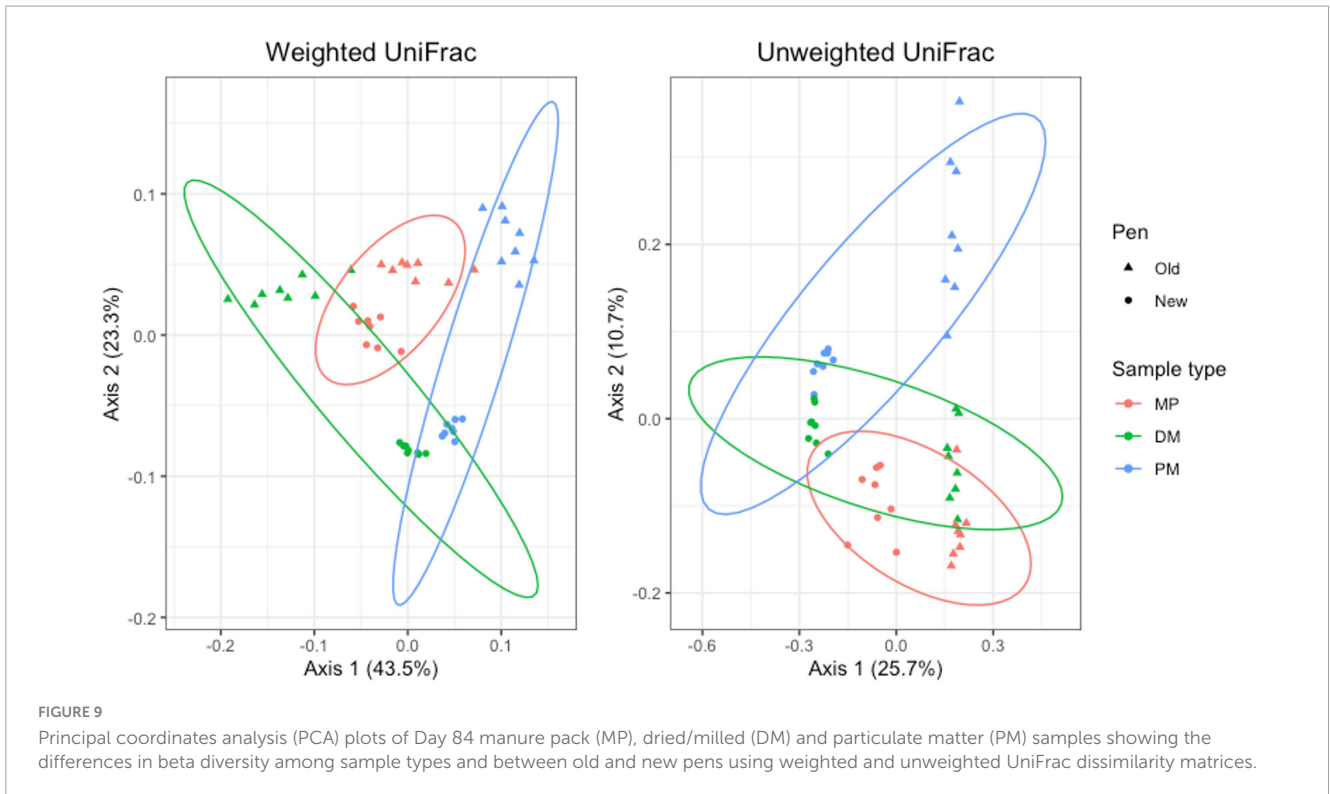 Weighted UniFrac
Unweighted UniFrac
0.1
0.0
-0.1
-0.2
Axis 2 (23.3%)
-0.2
-0.1
0.0
0.1
Axis 1 (43.5%)
0.2
0.0
-0.2
Axis 2 (10.7%)
-0.6
-0.3
0.0
0.3
Axis 1 (25.7%)
Pen
Old
New
Sample type
MP
DM
PM
FIGURE 9
Principal coordinates analysis (PCA) plots of Day 84 manure pack (MP), dried/milled (DM) and particulate matter (PM) samples showing the
differences in beta diversity among sample types and between old and new pens using weighted and unweighted UniFrac dissimilarity matrices.